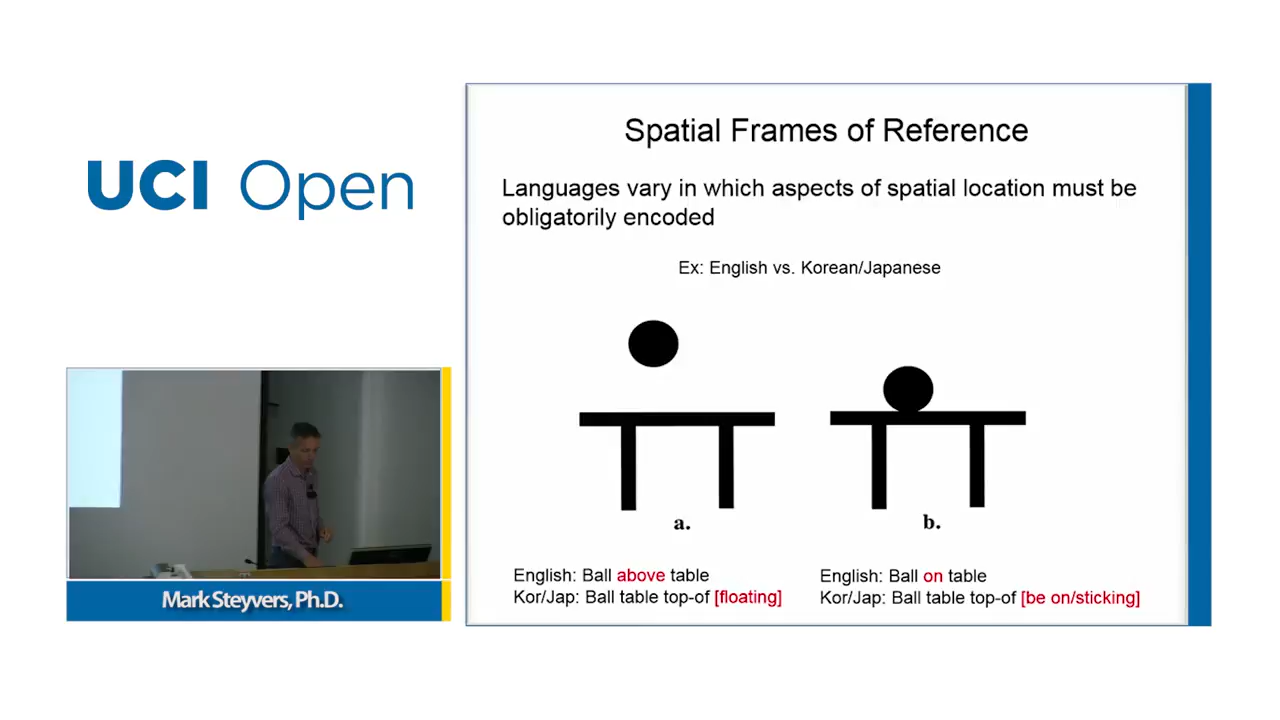 UCI Open
Spatial Frames of Reference
Languages vary in which aspects of spatial location must be
obligatorily encoded
Ex: English vs. Korean/Japanese
a.
b.
English: Ball above table
Kor/Jap: Ball table top-of [floating]
English: Ball on table
Kor/Jap: Ball table top-of [be on/sticking]
Mark Steyvers, Ph.D.